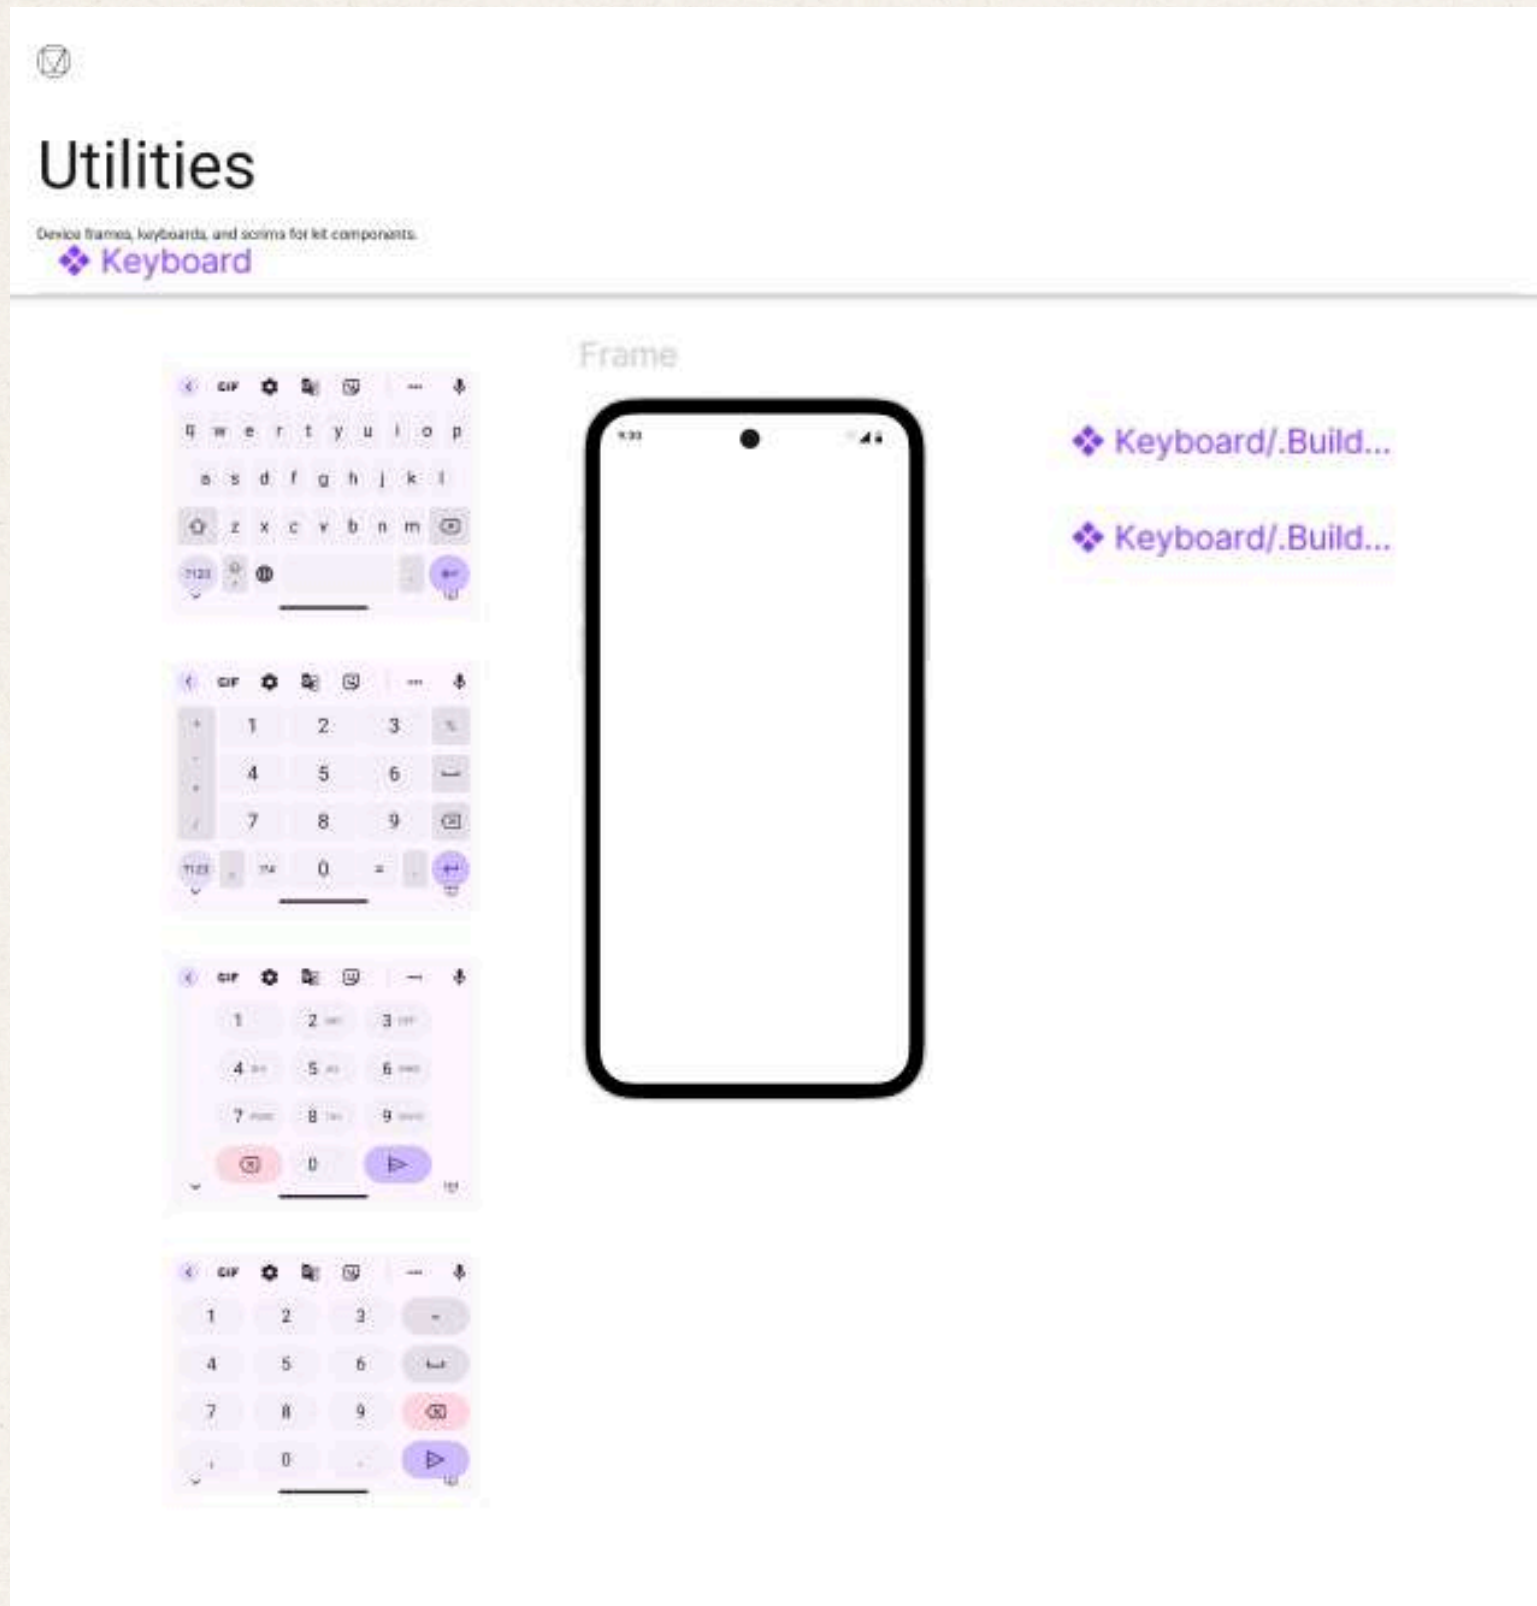 Utilities
Device frames, keyboards, and scrims for kit components.
Keyboard
GIF
q w e r t y u i o p
a s d f g h j k l
z x c v b n m
?123 , .
GIF
+ 1 2 3 %
- 4 5 6
*
/ 7 8 9
?123 , 0 = .
GIF
1 2 3
4 5 6
7 8 9
0
GIF
1 2 3 -
4 5 6
7 8 9
, 0 .
Frame
9:30
Keyboard/.Build...
Keyboard/.Build...